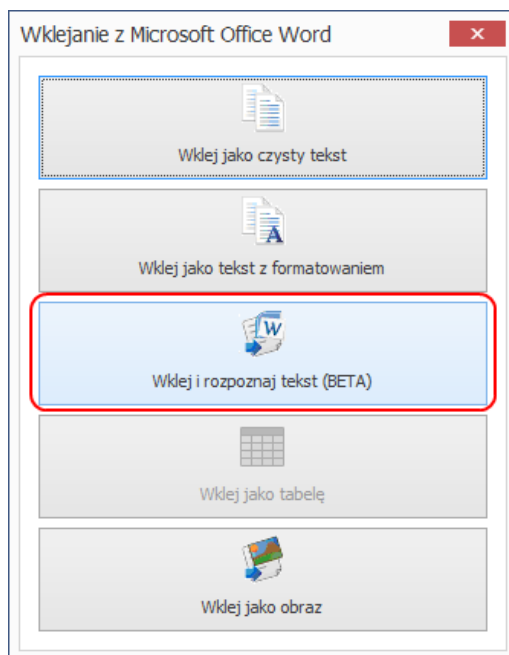 Wklejanie z Microsoft Office Word
Wklej jako czysty tekst
A
Wklej jako tekst z formatowaniem
W
Wklej i rozpoznaj tekst (BETA)
Wklej jako tabelę
Wklej jako obraz